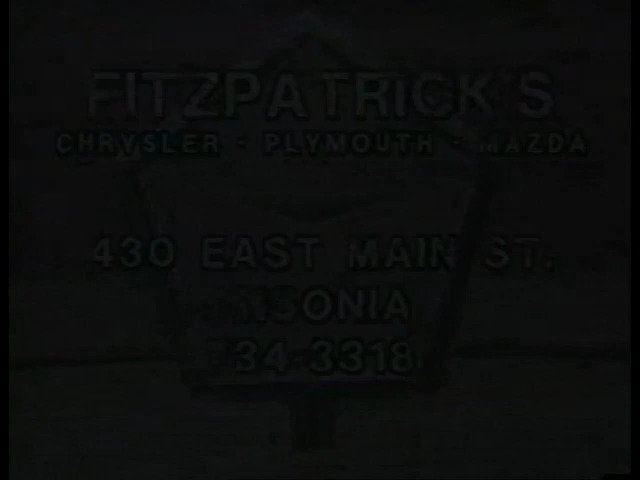 FITZPATRICK'S
CHRYSLER - PLYMOUTH - MAZDA
430 EAST MAIN ST.
ANSONIA
734-3318